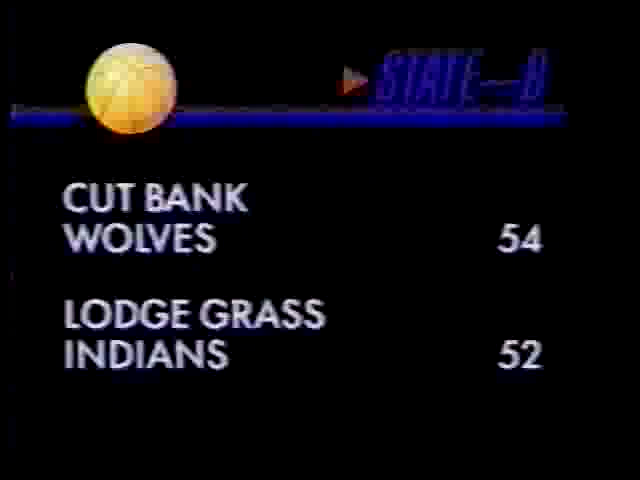 STATE—B
CUT BANK
WOLVES 54
LODGE GRASS
INDIANS 52